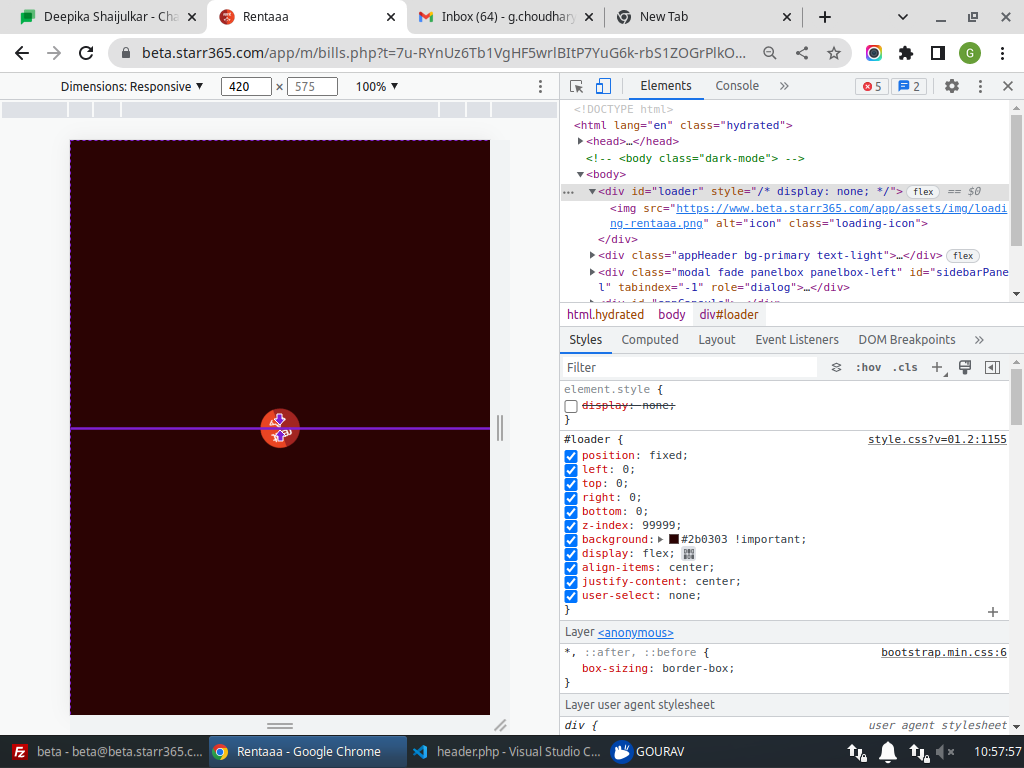 Deepika Shaijulkar - Cha
Rentaaa
Inbox (64) - g.choudhary
New Tab
beta.starr365.com/app/m/bills.php?t=7u-RYnUz6Tb1VgHF5wrlBItP7YuG6k-rbS1ZOGrPlkO...
G
Dimensions: Responsive
420
×
575
100%
Elements
Console
5
2
<!DOCTYPE html>
<html lang="en" class="hydrated">
<head>…</head>
<!-- <body class="dark-mode"> -->
<body>
<div id="loader" style="/* display: none; */"> flex == $0
<img src="https://www.beta.starr365.com/app/assets/img/loadi
ng-rentaaa.png" alt="icon" class="loading-icon">
</div>
<div class="appHeader bg-primary text-light">…</div> flex
<div class="modal fade panelbox panelbox-left" id="sidebarPane
l" tabindex="-1" role="dialog">…</div>
html.hydrated body div#loader
Styles Computed Layout Event Listeners DOM Breakpoints
Filter
:hov .cls
element.style {
display: none;
}
#loader {
style.css?v=01.2:1155
position: fixed;
left: 0;
top: 0;
right: 0;
bottom: 0;
z-index: 99999;
background: #2b0303 !important;
display: flex;
align-items: center;
justify-content: center;
user-select: none;
}
Layer <anonymous>
*, ::after, ::before {
bootstrap.min.css:6
box-sizing: border-box;
}
Layer user agent stylesheet
div {
user agent stylesheet
beta - beta@beta.starr365.c...
Rentaaa - Google Chrome
header.php - Visual Studio C...
GOURAV
10:57:57